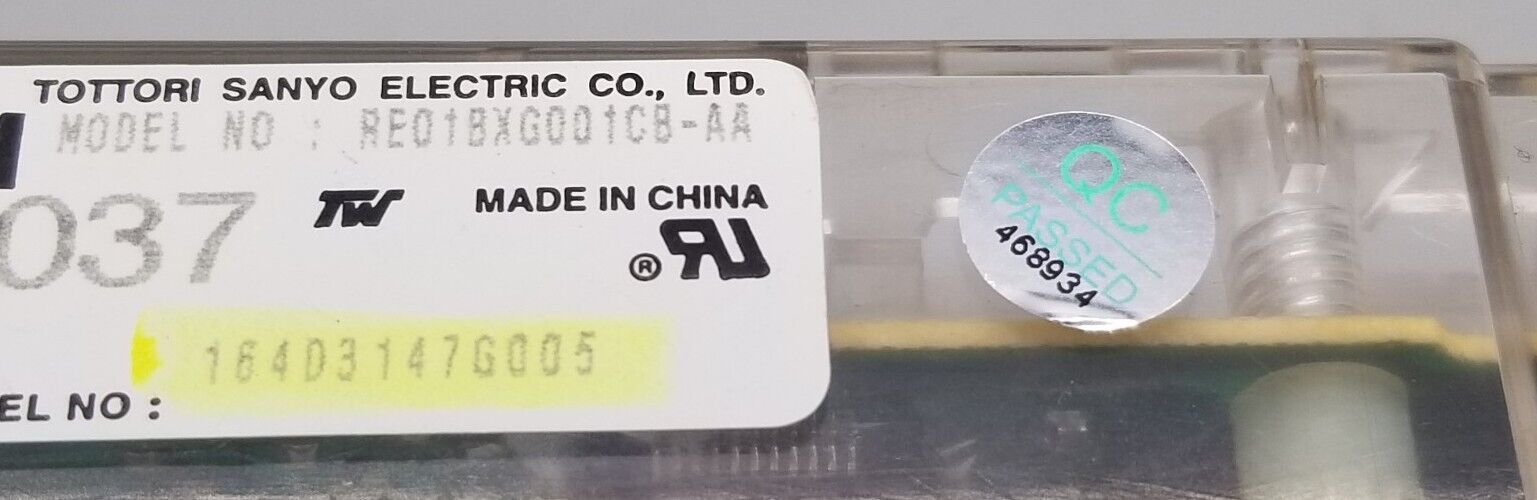 TOTTORI SANYO ELECTRIC CO., LTD.
MODEL NO : RE01BXG001CB-AA
037
MADE IN CHINA
®
164D3147G005
EL NO :
QC
PASSED
468934